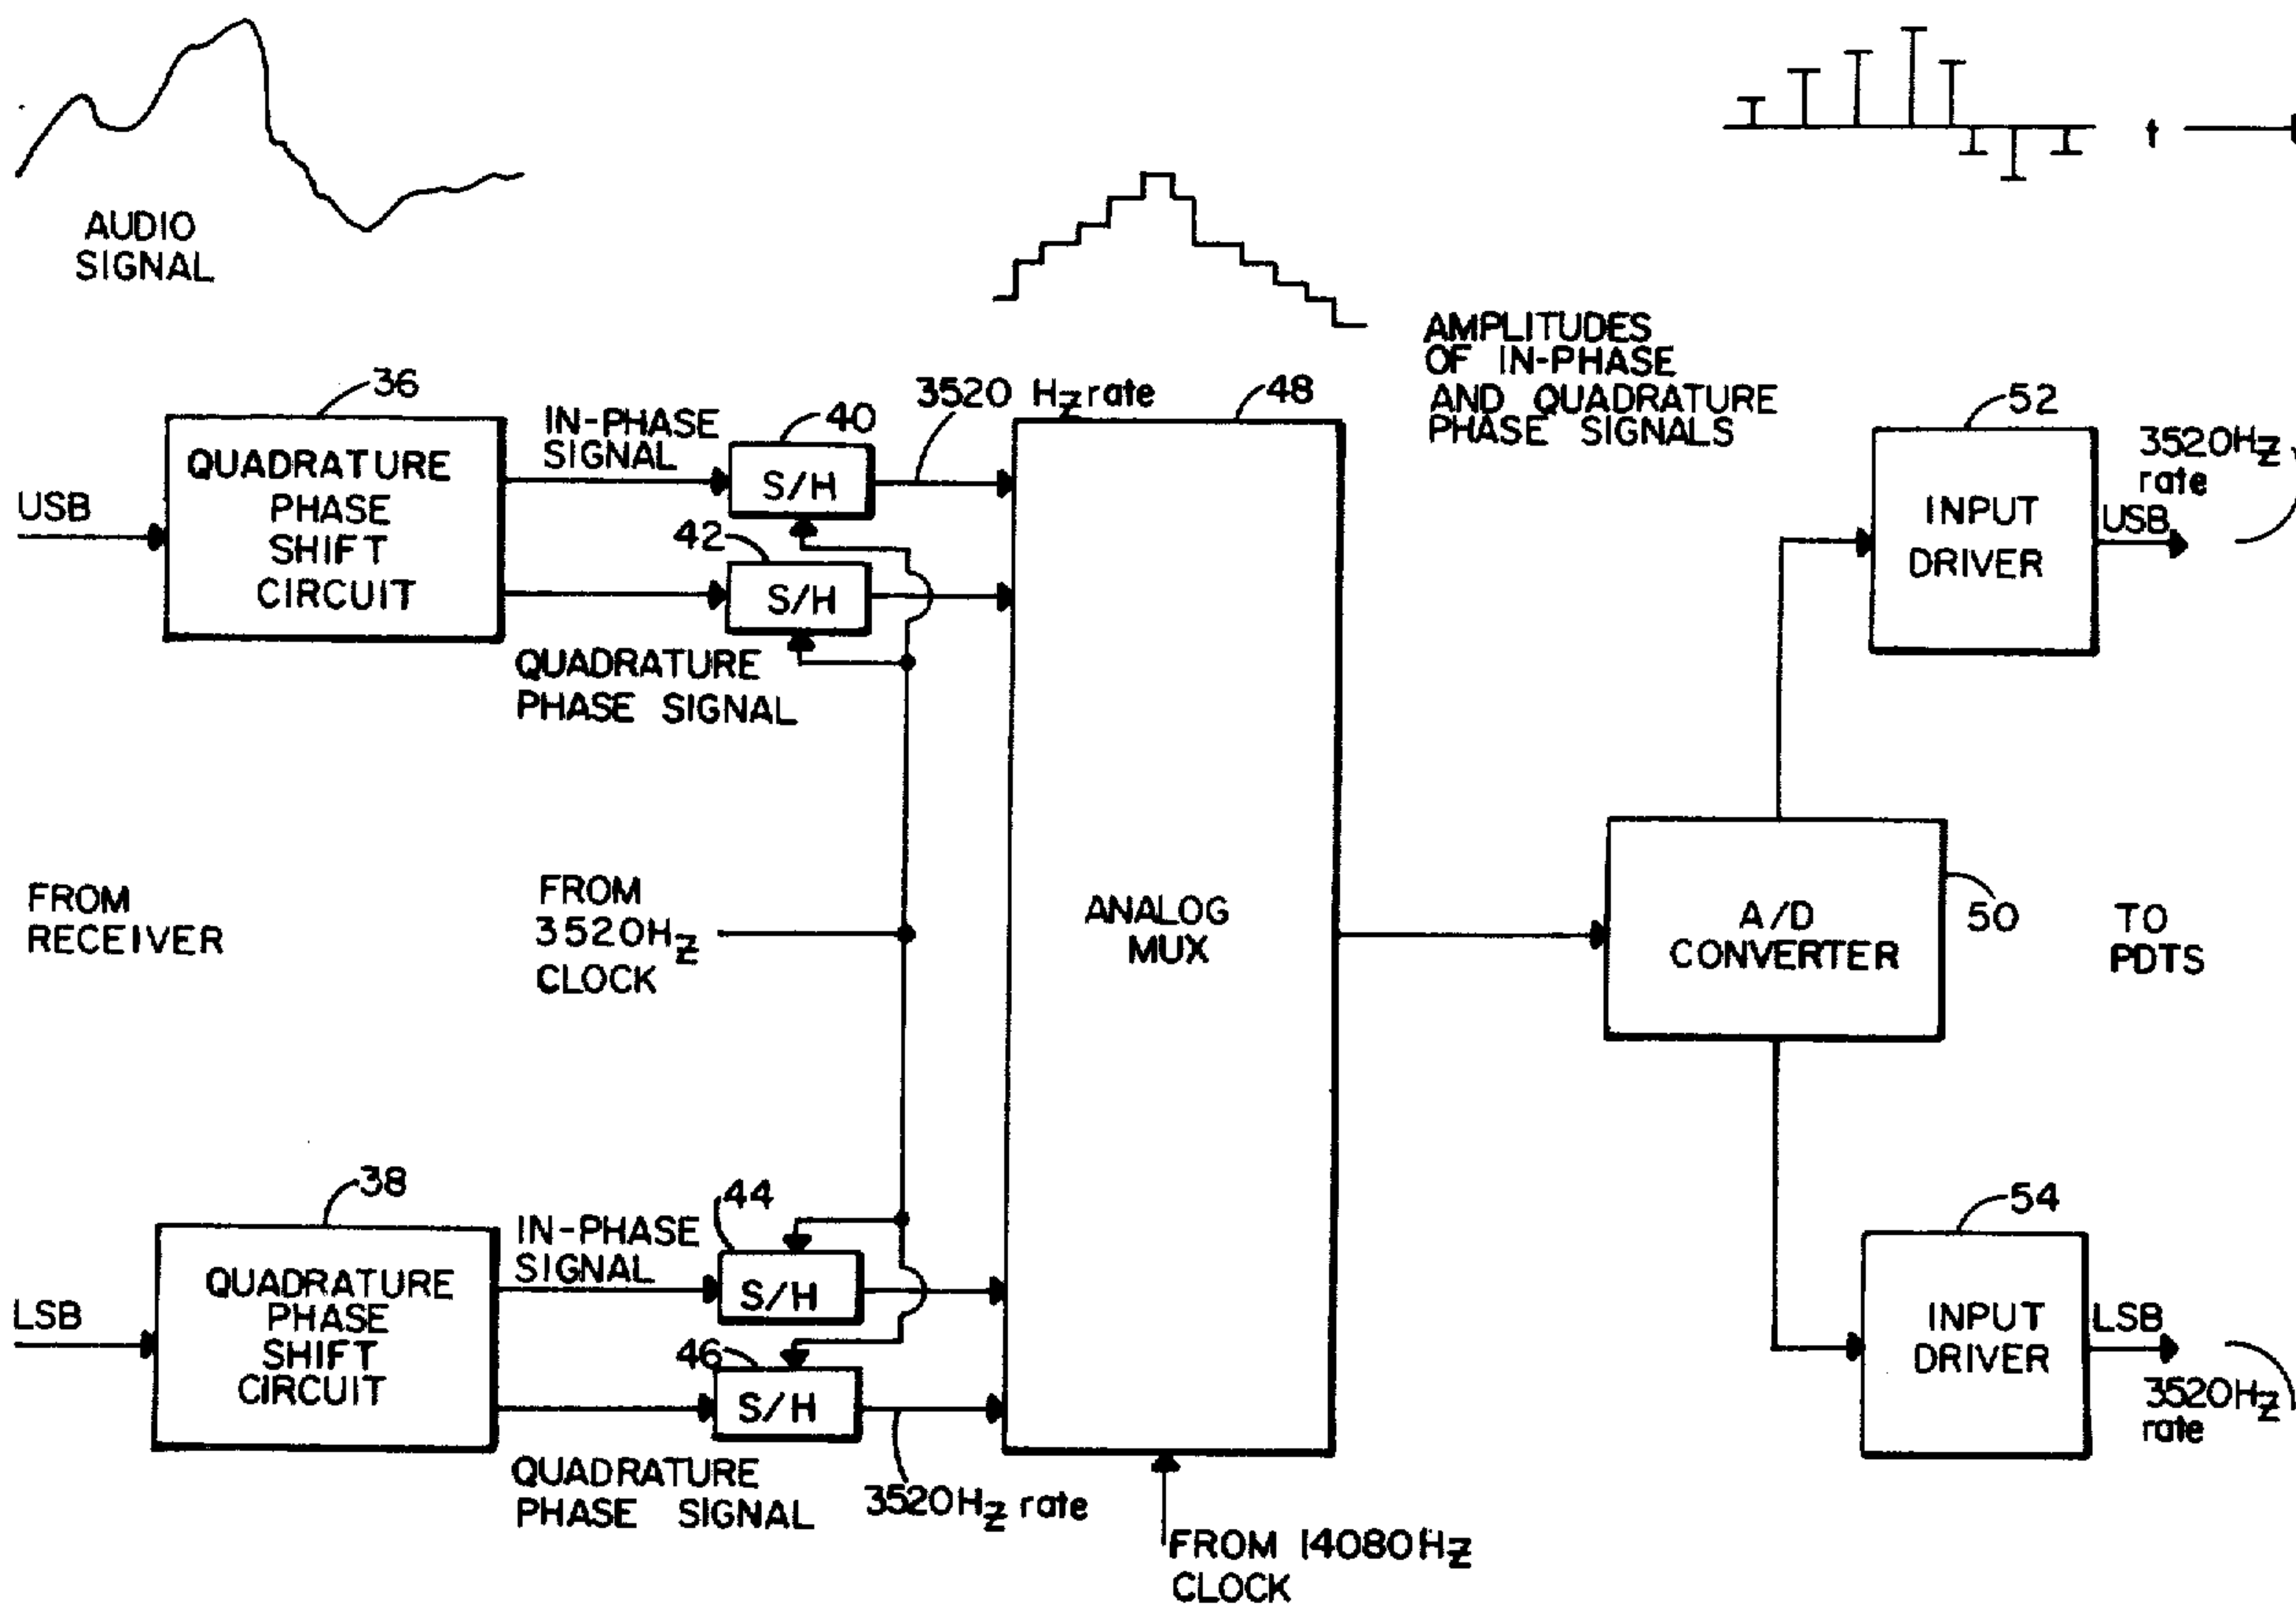 AUDIO
SIGNAL
t
AMPLITUDES
OF IN-PHASE
AND QUADRATURE
PHASE SIGNALS
36
QUADRATURE
PHASE
SHIFT
CIRCUIT
USB
IN-PHASE
SIGNAL
40
S/H
3520 Hz rate
42
S/H
QUADRATURE
PHASE SIGNAL
48
ANALOG
MUX
52
INPUT
DRIVER
3520Hz
rate
USB
FROM
RECEIVER
FROM
3520Hz
CLOCK
A/D
CONVERTER
50
TO
PDTS
38
QUADRATURE
PHASE
SHIFT
CIRCUIT
LSB
IN-PHASE
SIGNAL
44
S/H
46
S/H
QUADRATURE
PHASE SIGNAL
3520Hz rate
FROM 14080Hz
CLOCK
54
INPUT
DRIVER
LSB
3520Hz
rate